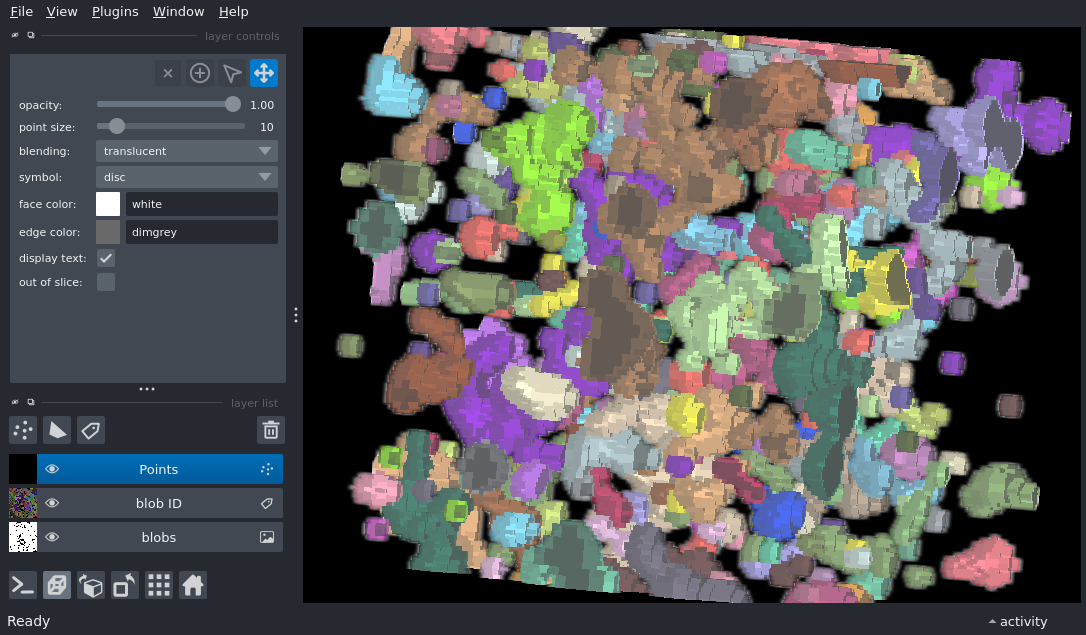 File View Plugins Window Help
layer controls
opacity: 1.00
point size: 10
blending: translucent
symbol: disc
face color: white
edge color: dimgrey
display text:
out of slice:
layer list
Points
blob ID
blobs
Ready activity